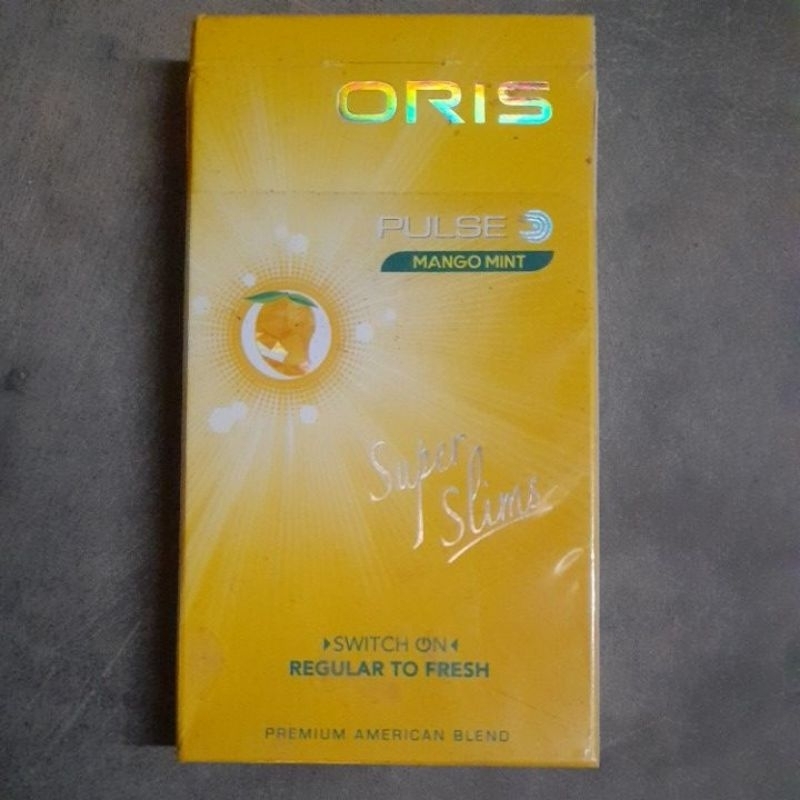 ORIS
PULSE
MANGO MINT
Super
Slims
SWITCH ON
REGULAR TO FRESH
PREMIUM AMERICAN BLEND